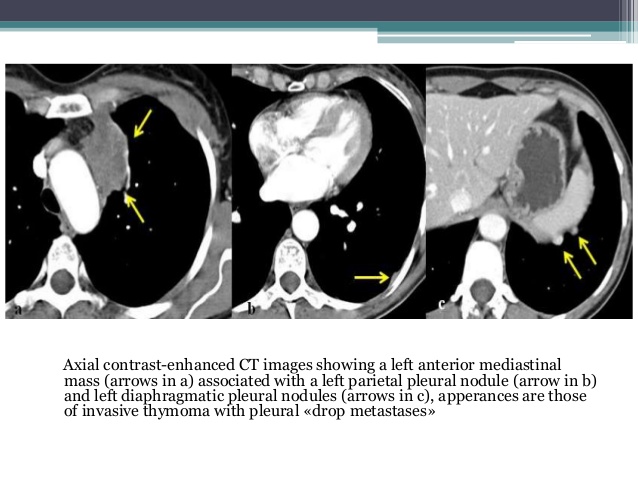 a
b
c
Axial contrast-enhanced CT images showing a left anterior mediastinal
mass (arrows in a) associated with a left parietal pleural nodule (arrow in b)
and left diaphragmatic pleural nodules (arrows in c), apperances are those
of invasive thymoma with pleural «drop metastases»